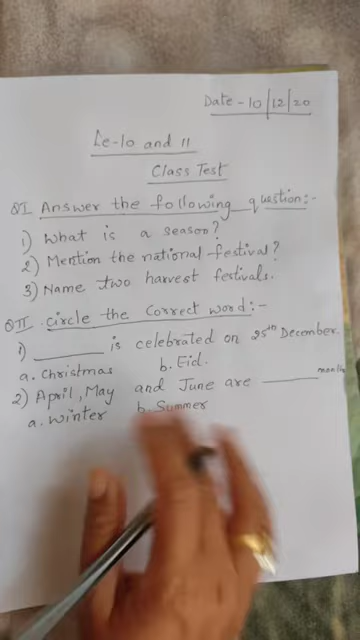 Date - 10/12/20
Le-10 and 11
Class Test
QI Answer the following question:-
1) What is a season?
2) Mention the national festival?
3) Name two harvest festivals.
QII. Circle the correct word:-
1) ______ is celebrated on 25th December.
a. Christmas b. Eid.
2) April, May and June are ______ months
a. winter b. Summer